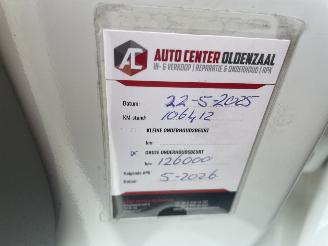 AC
AUTO CENTER OLDENZAAL
IN- & VERKOOP | REPARATIE & ONDERHOUD | APK
Datum: 22-5-2025
KM stand: 106412
KLEINE ONDERHOUDSBEURT
km:
GROTE ONDERHOUDSBEURT
km: 126000
Volgende APK
Datum: 5-2026